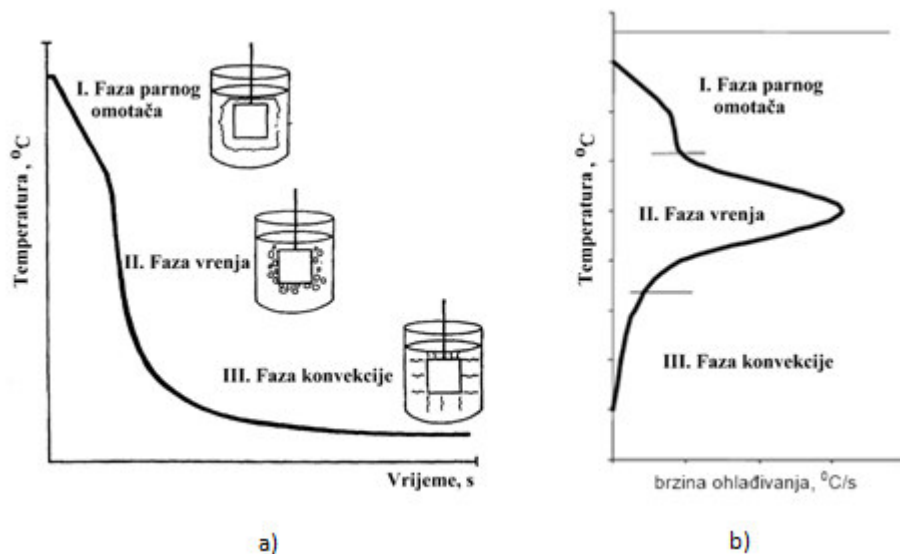 Temperatura, °C
I. Faza parnog
omotača
II. Faza vrenja
III. Faza konvekcije
Vrijeme, s
a)
Temperatura, °C
I. Faza parnog
omotača
II. Faza vrenja
III. Faza konvekcije
brzina ohlađivanja, °C/s
b)